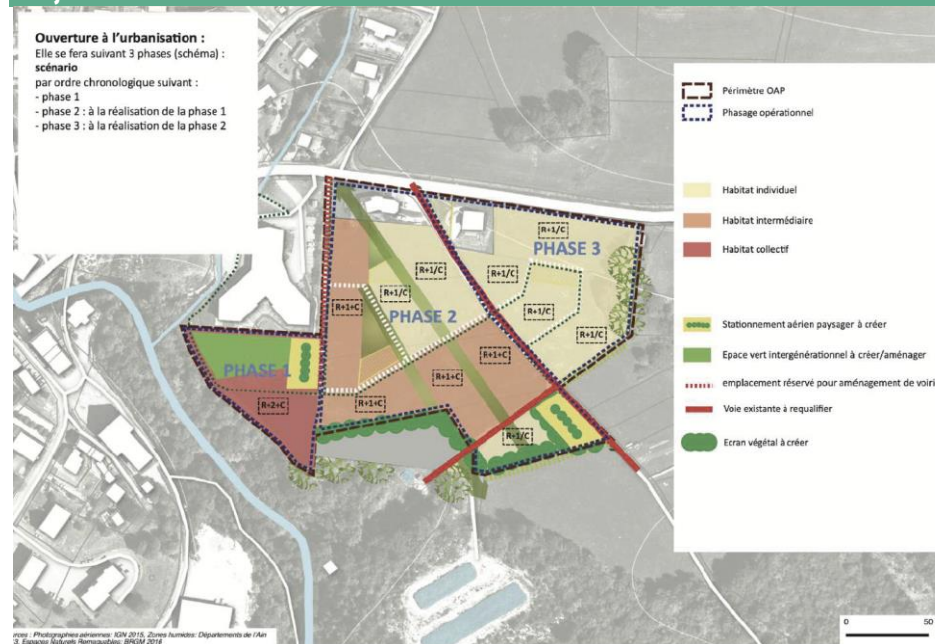 Ouverture à l'urbanisation :
Elle se fera suivant 3 phases (schéma) :
scénario
par ordre chronologique suivant :
- phase 1
- phase 2 : à la réalisation de la phase 1
- phase 3 : à la réalisation de la phase 2
Périmètre OAP
Phasage opérationnel
Habitat individuel
Habitat intermédiaire
Habitat collectif
Stationnement aérien paysager à créer
Epace vert intergénérationnel à créer/aménager
emplacement réservé pour aménagement de voiri
Voie existante à requalifier
Ecran végétal à créer
R+1/C
PHASE 3
R+1/C
R+1/C
R+1/C
R+1/C
R+1/C
R+1+C
PHASE 2
R+1+C
PHASE 1
R+1+C
R+2+C
R+1+C
R+1/C
0 50
urces : Photographies aériennes: IGN 2015, Zones humides: Départements de l'Ain
3, Espaces Naturels Remarquables: BRGM 2016